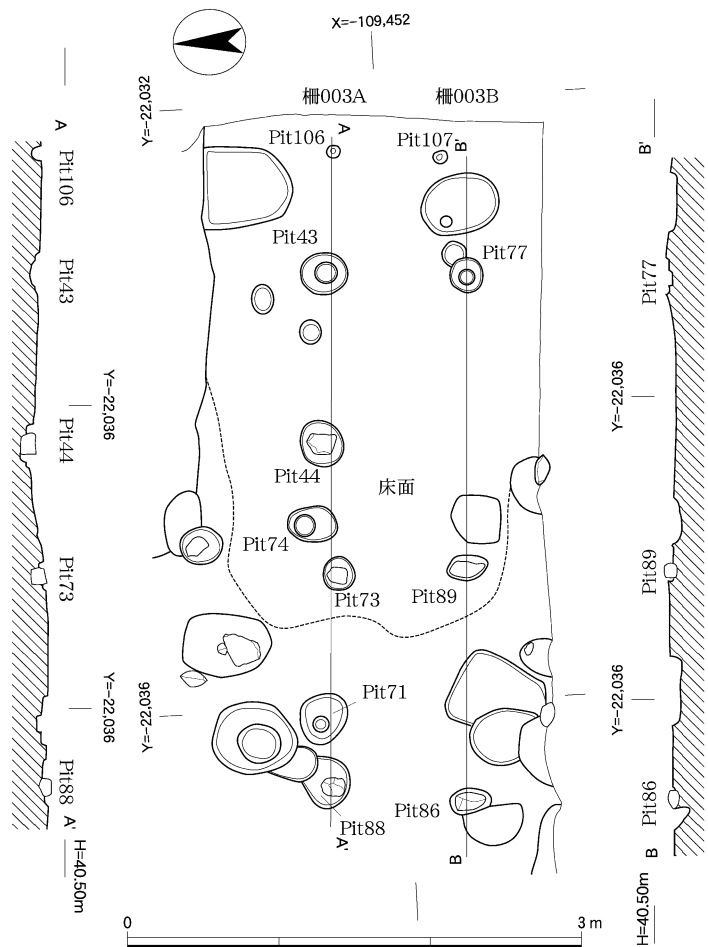 X=-109,452
Y=-22,032
柵003A
柵003B
A
Pit106
Pit43
Y=-22,036
Pit44
Pit73
Y=-22,036
Pit88
A'
H=40.50m
A
Pit106
Pit107
B'
Pit43
Pit77
Pit44
床面
Pit74
Pit73
Pit89
Y=-22,036
Pit71
Pit86
Pit88
A'
B
B'
Pit77
Y=-22,036
Pit89
Y=-22,036
Pit86
B
H=40.50m
0
3 m